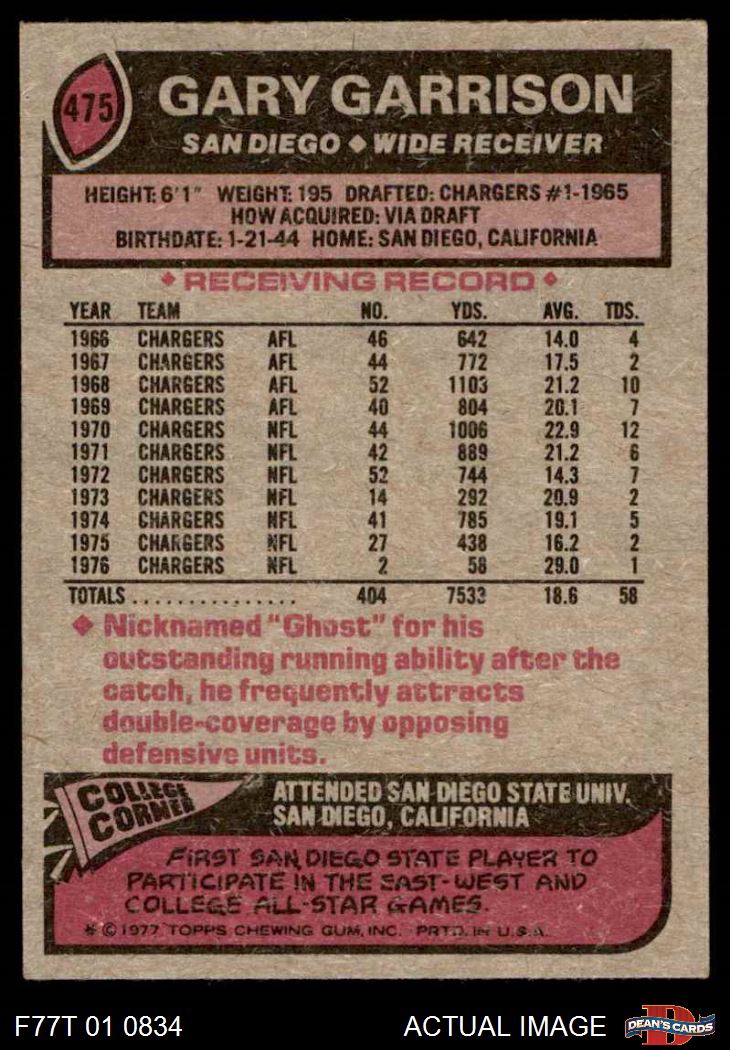 475
GARY GARRISON
SAN DIEGO ◆ WIDE RECEIVER
HEIGHT: 6'1" WEIGHT: 195 DRAFTED: CHARGERS #1-1965
HOW ACQUIRED: VIA DRAFT
BIRTHDATE: 1-21-44 HOME: SAN DIEGO, CALIFORNIA
◆ RECEIVING RECORD ◆
YEAR TEAM NO. YDS. AVG. TDS.
1966 CHARGERS AFL 46 642 14.0 4
1967 CHARGERS AFL 44 772 17.5 2
1968 CHARGERS AFL 52 1103 21.2 10
1969 CHARGERS AFL 40 804 20.1 7
1970 CHARGERS NFL 44 1006 22.9 12
1971 CHARGERS NFL 42 889 21.2 6
1972 CHARGERS NFL 52 744 14.3 7
1973 CHARGERS NFL 14 292 20.9 2
1974 CHARGERS NFL 41 785 19.1 5
1975 CHARGERS NFL 27 438 16.2 2
1976 CHARGERS NFL 2 58 29.0 1
TOTALS ............... 404 7533 18.6 58
◆ Nicknamed "Ghost" for his
outstanding running ability after the
catch, he frequently attracts
double-coverage by opposing
defensive units.
COLLEGE
CORNER
ATTENDED SAN DIEGO STATE UNIV.
SAN DIEGO, CALIFORNIA
FIRST SAN DIEGO STATE PLAYER TO
PARTICIPATE IN THE EAST-WEST AND
COLLEGE ALL-STAR GAMES.
* © 1977 TOPPS CHEWING GUM, INC. PRTD. IN U.S.A.
F77T 01 0834
ACTUAL IMAGE
D
DEAN'S CARDS